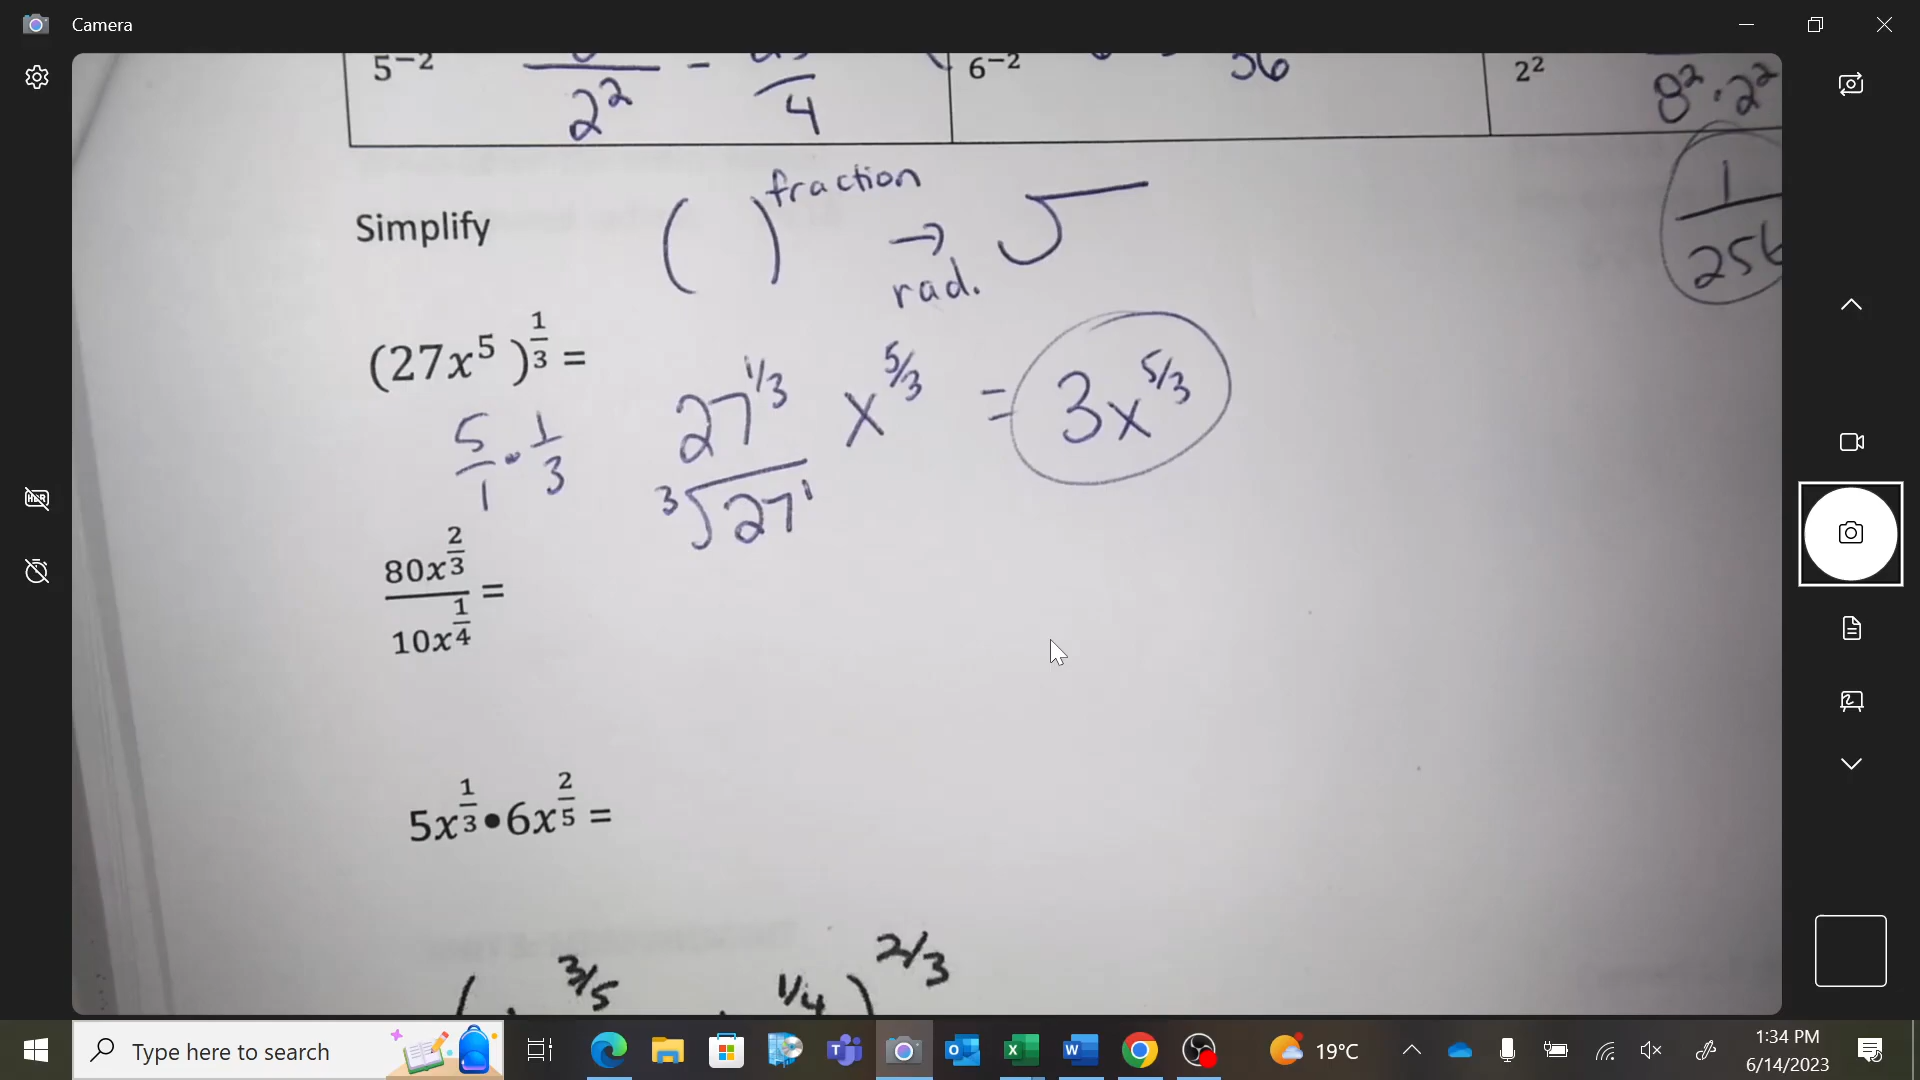 Camera
5⁻² 2² - 4 6⁻² 36 2² 8² · 2²
Simplify ( )^fraction → rad. √
1/256
(27x⁵ )^(1/3) = 27^(1/3) x^(5/3) = 3x^(5/3)
5/1 · 1/3 ³√27¹
80x^(2/3) / 10x^(1/4) =
5x^(1/3) • 6x^(2/5) =
( ^3/5 ^1/4 )^2/3
Type here to search
19°C
1:34 PM
6/14/2023